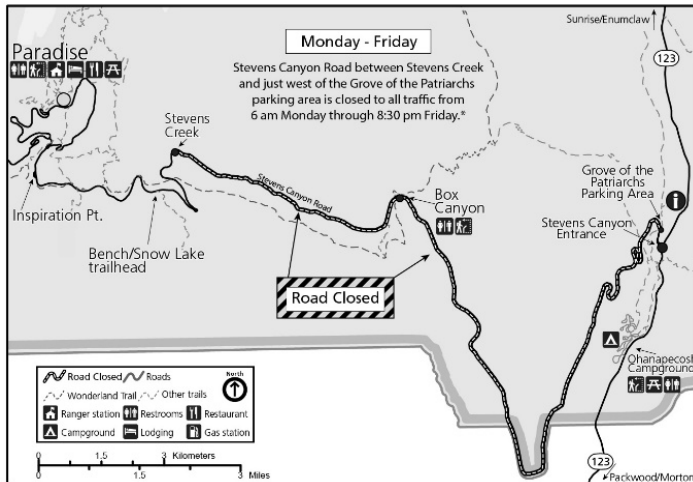 Sunrise/Enumclaw
Monday - Friday
123
Paradise
Stevens Canyon Road between Stevens Creek
and just west of the Grove of the Patriarchs
parking area is closed to all traffic from
6 am Monday through 8:30 pm Friday.*
Stevens
Creek
Stevens Canyon Road
Grove of the
Patriarchs
Parking Area
i
Box
Canyon
Stevens Canyon
Entrance
Inspiration Pt.
Bench/Snow Lake
trailhead
Road Closed
Ohanapecosh
Campground
Road Closed Roads
North
Wonderland Trail Other trails
Ranger station Restrooms Restaurant
Campground Lodging Gas station
0 1.5 3 Kilometers
0 1.5 3 Miles
123
Packwood/Morton